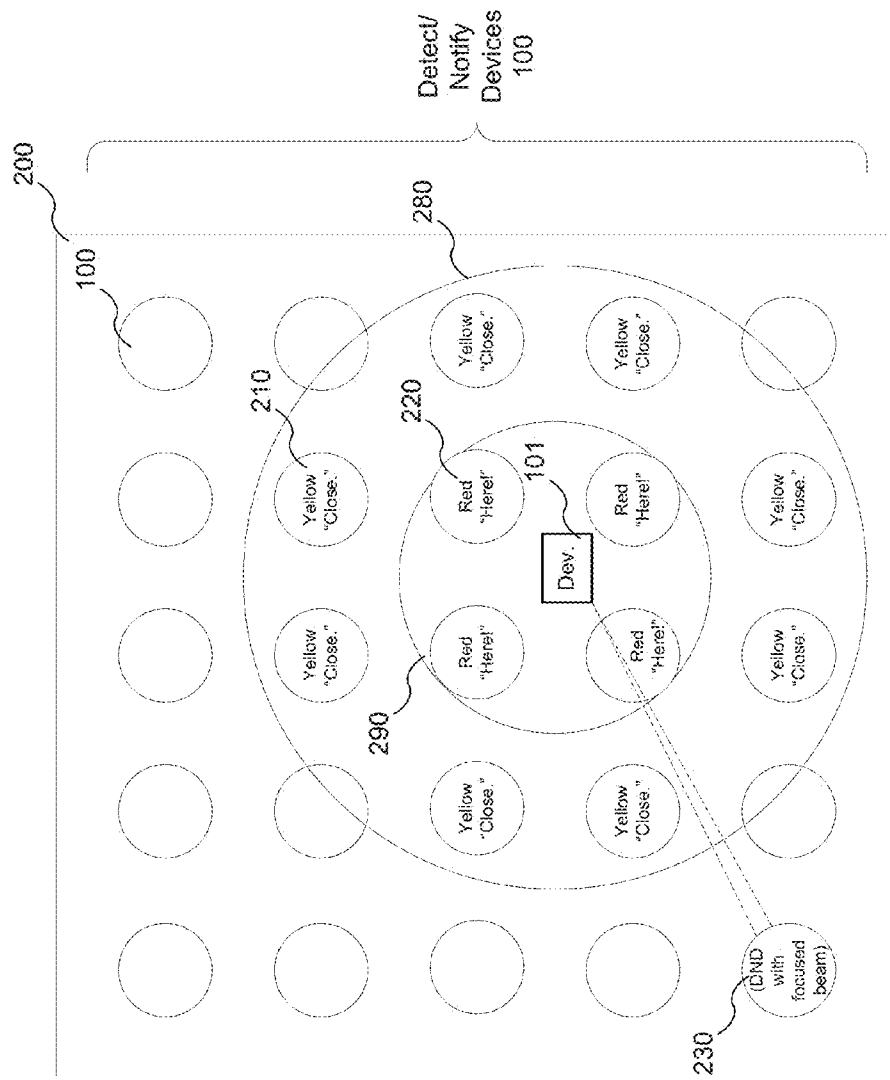 Detect/
Notify
Devices
100
200
100
280
210
220
101
290
230
Yellow
"Close."
Yellow
"Close."
Yellow
"Close."
Red
"Here!"
Red
"Here!"
Yellow
"Close."
Dev.
Yellow
"Close."
Red
"Here!"
Red
"Here!"
Yellow
"Close."
Yellow
"Close."
Yellow
"Close."
(DND
with
focused
beam)